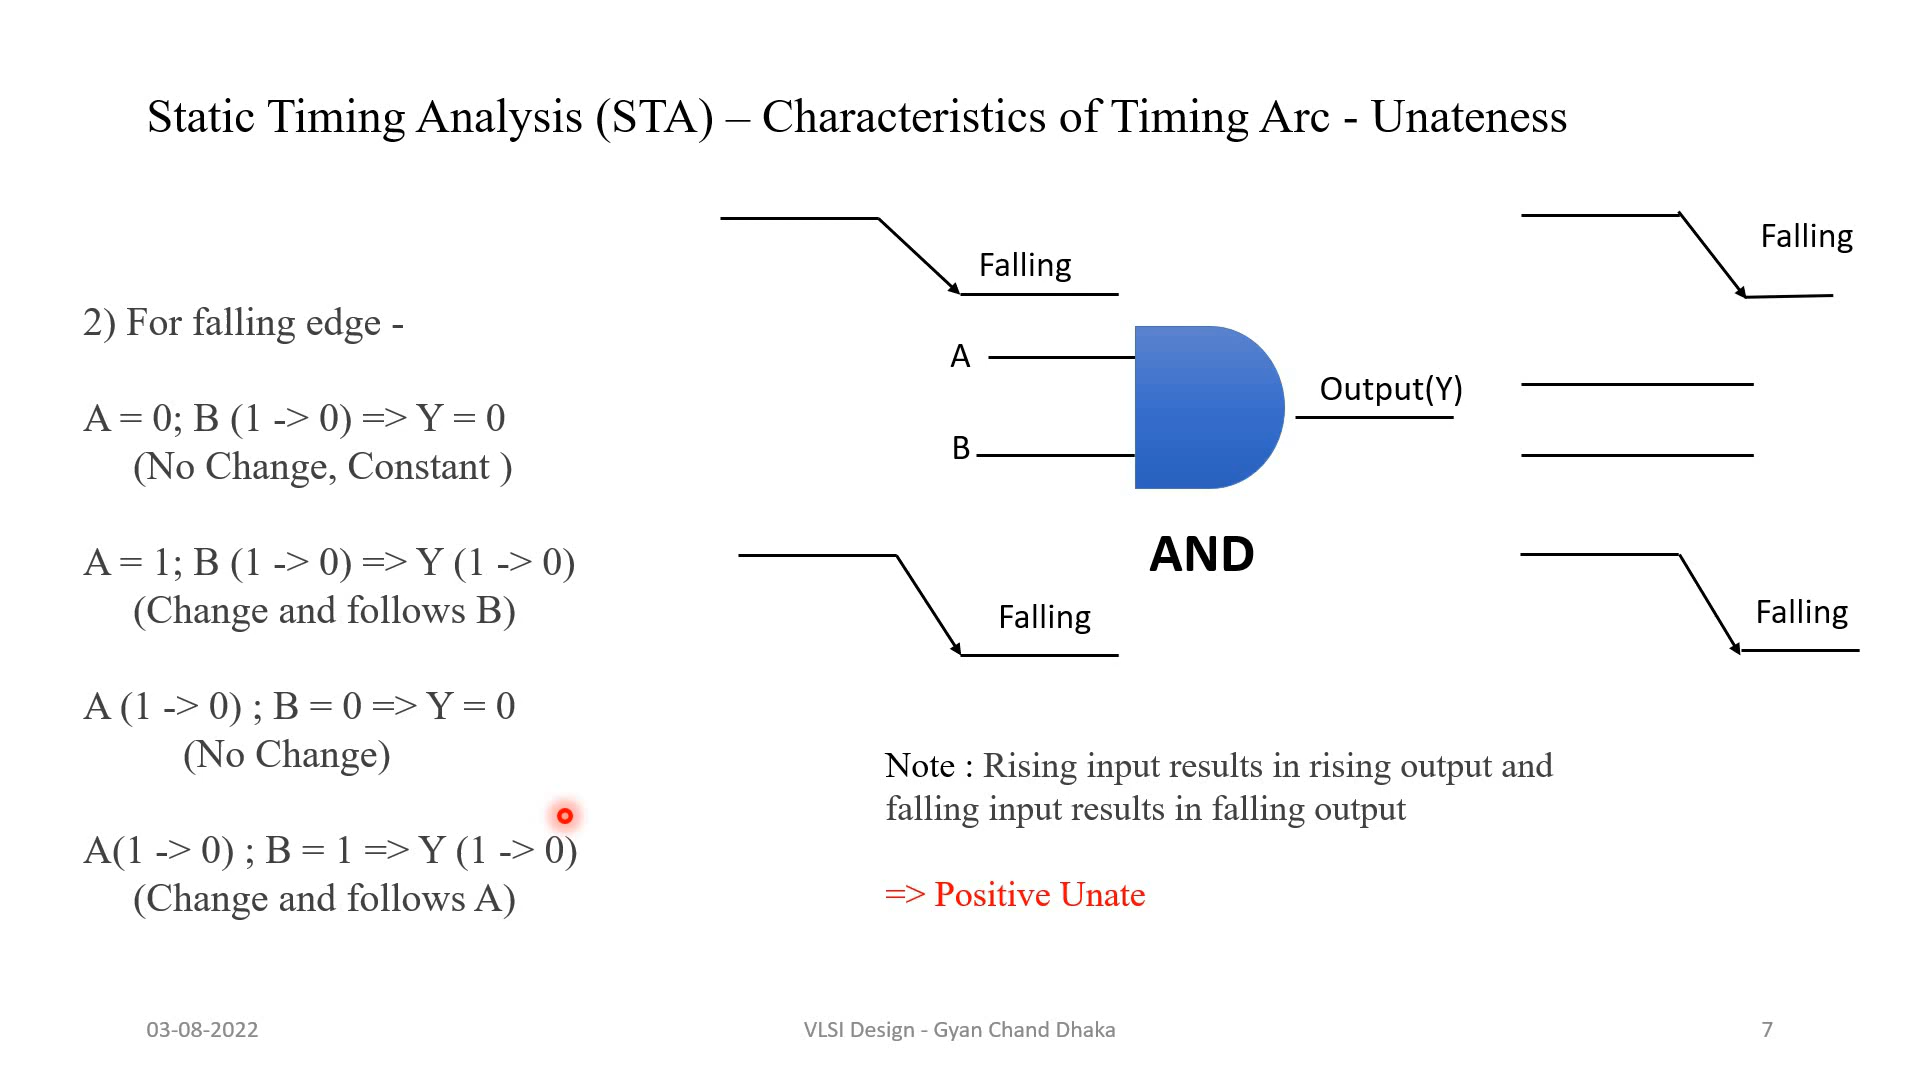 Static Timing Analysis (STA) – Characteristics of Timing Arc - Unateness
2) For falling edge -
A = 0; B (1 -> 0) => Y = 0
(No Change, Constant )
A = 1; B (1 -> 0) => Y (1 -> 0)
(Change and follows B)
A (1 -> 0) ; B = 0 => Y = 0
(No Change)
A(1 -> 0) ; B = 1 => Y (1 -> 0)
(Change and follows A)
Falling
Falling
A
Output(Y)
B
AND
Falling
Falling
Note : Rising input results in rising output and
falling input results in falling output
=> Positive Unate
03-08-2022
VLSI Design - Gyan Chand Dhaka
7